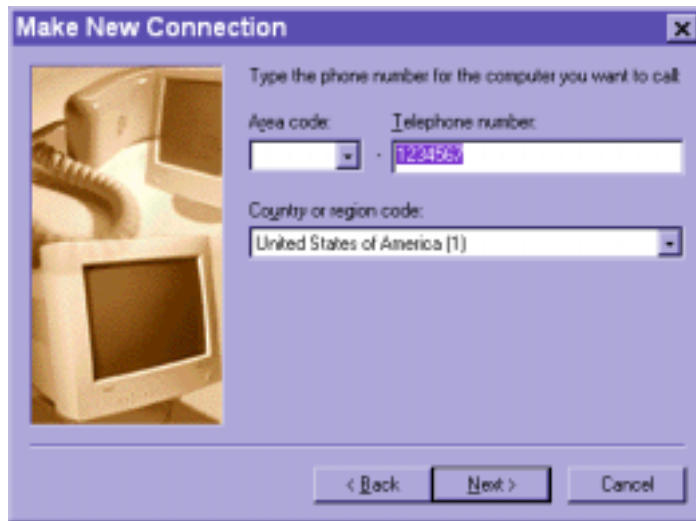 Make New Connection
Type the phone number for the computer you want to call:
Area code:
Telephone number:
- 1234567
Country or region code:
United States of America (1)
< Back
Next >
Cancel